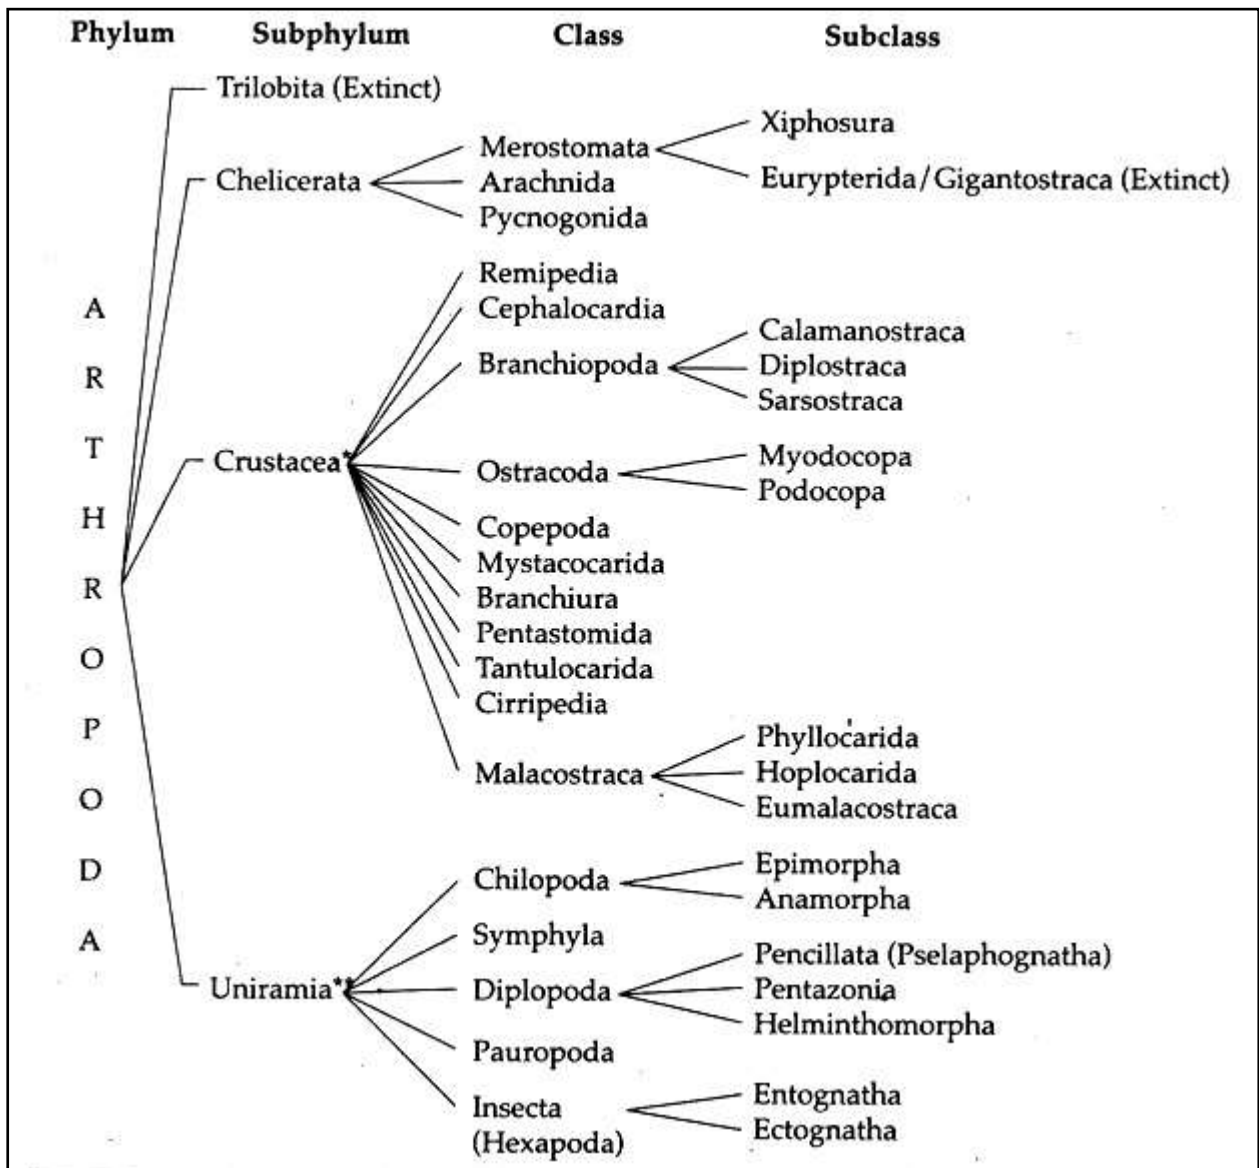 Phylum Subphylum Class Subclass
Trilobita (Extinct)
Xiphosura
Merostomata
Chelicerata Arachnida Eurypterida/Gigantostraca (Extinct)
Pycnogonida
Remipedia
A Cephalocardia
Calamanostraca
R Branchiopoda Diplostraca
Sarsostraca
T Crustacea* Myodocopa
Ostracoda
Podocopa
H Copepoda
Mystacocarida
R Branchiura
Pentastomida
O Tantulocarida
Cirripedia
P Phyllocarida
Malacostraca Hoplocarida
O Eumalacostraca
D Chilopoda Epimorpha
Anamorpha
A Symphyla
Pencillata (Pselaphognatha)
Uniramia** Diplopoda Pentazonia
Helminthomorpha
Pauropoda
Entognatha
Insecta
(Hexapoda) Ectognatha